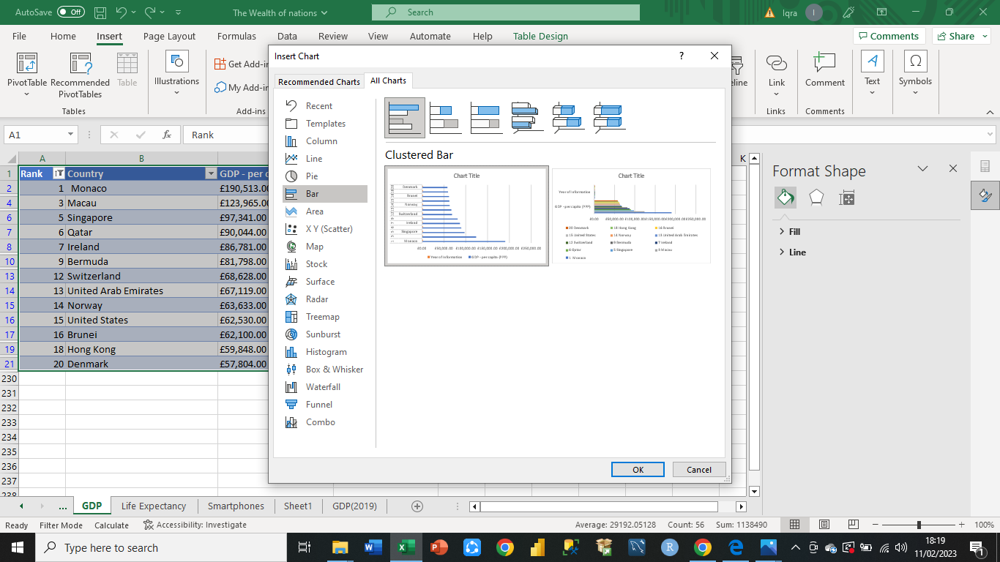 AutoSave Off The Wealth of nations Search Iqra I
File Home Insert Page Layout Formulas Data Review View Automate Help Table Design Comments Share
PivotTable Recommended PivotTables Table Illustrations Get Add-in My Add-in Link Comment Text Symbols
Tables Add-ins Links Comments
A1 fx Rank
Insert Chart ?
Recommended Charts All Charts
Recent
Templates
Column
Line
Pie
Bar
Area
X Y (Scatter)
Map
Stock
Surface
Radar
Treemap
Sunburst
Histogram
Box & Whisker
Waterfall
Funnel
Combo
Clustered Bar
Chart Title
Denmark
Brunei
Norway
Switzerland
Ireland
Singapore
Monaco
£0.00 £50,000.00 £100,000.00 £150,000.00 £200,000.00 £250,000.00
Year of information GDP - per capita (PPP)
Chart Title
Year of information
GDP - per capita (PPP)
£0.00 £50,000.00 £100,000.00 £150,000.00 £200,000.00 £250,000.00
20 Denmark 18 Hong Kong 16 Brunei
15 United States 14 Norway 13 United Arab Emirates
12 Switzerland 9 Bermuda 7 Ireland
6 Qatar 5 Singapore 3 Macau
1 Monaco
OK Cancel
A B K
1 Rank Country GDP - per c
2 1 Monaco £190,513.00
4 3 Macau £123,965.00
6 5 Singapore £97,341.00
7 6 Qatar £90,044.00
8 7 Ireland £86,781.00
10 9 Bermuda £81,798.00
13 12 Switzerland £68,628.00
14 13 United Arab Emirates £67,119.00
15 14 Norway £63,633.00
16 15 United States £62,530.00
17 16 Brunei £62,100.00
19 18 Hong Kong £59,848.00
21 20 Denmark £57,804.00
230
231
232
233
234
235
236
237
238
Format Shape
Fill
Line
... GDP Life Expectancy Smartphones Sheet1 GDP(2019)
Ready Filter Mode Calculate Accessibility: Investigate Average: 29192.05128 Count: 56 Sum: 1138490 100%
Type here to search
18:19
11/02/2023
1